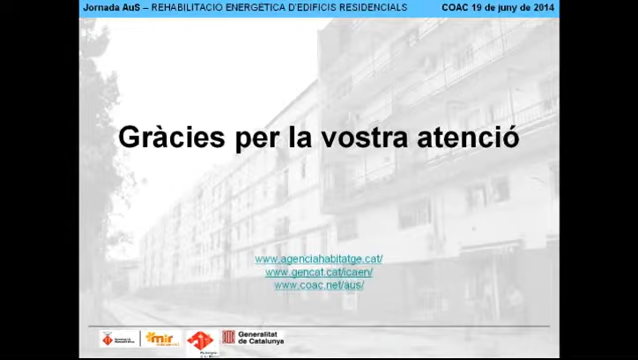 Jornada AuS – REHABILITACIO ENERGETICA D'EDIFICIS RESIDENCIALS
COAC 19 de juny de 2014
Gràcies per la vostra atenció
www.agenciahabitatge.cat/
www.gencat.cat/icaen/
www.coac.net/aus/
mir
Generalitat
de Catalunya